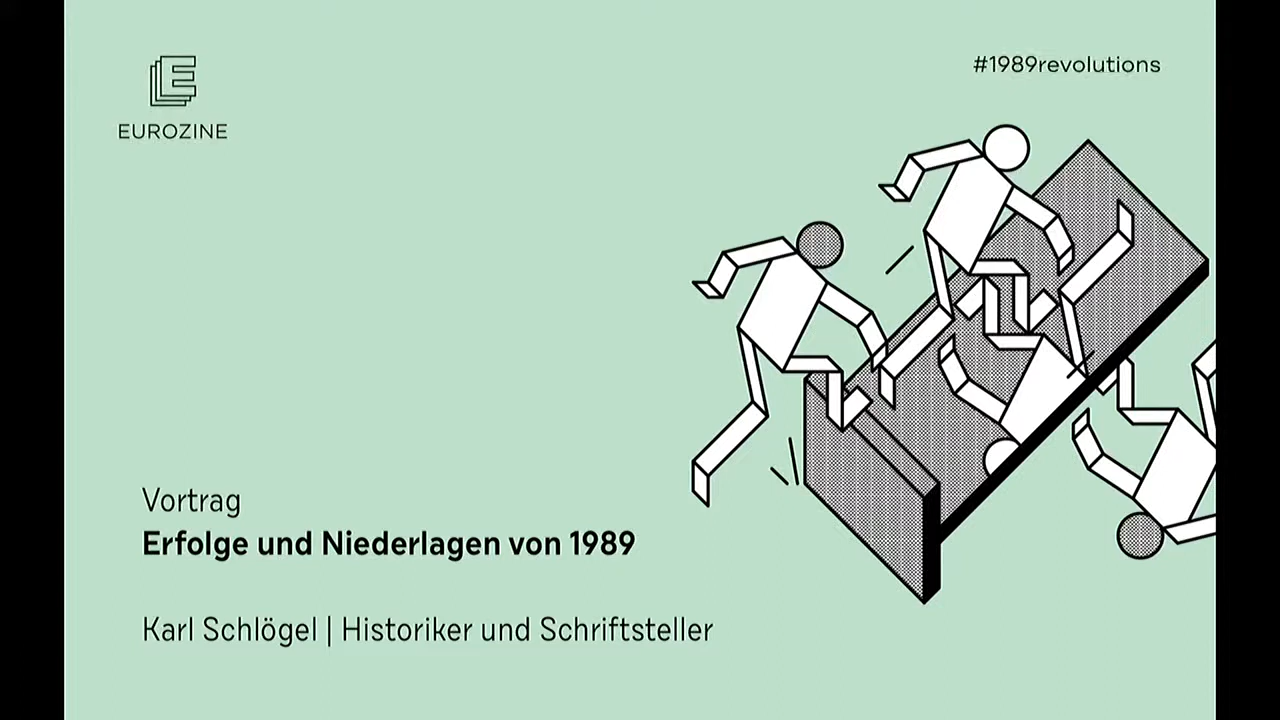 EUROZINE
#1989revolutions
Vortrag
Erfolge und Niederlagen von 1989
Karl Schlögel | Historiker und Schriftsteller